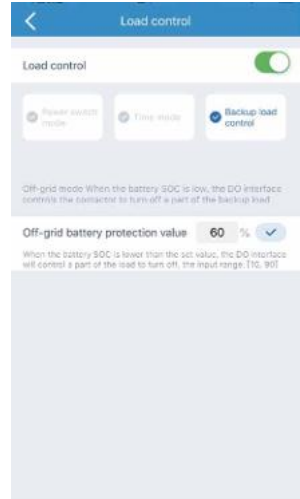 Load control
Load control
Power switch
mode
Time mode
Backup load
control
Off-grid mode When the battery SOC is low, the DO interface
controls the contactor to turn off a part of the backup load
Off-grid battery protection value 60 %
When the battery SOC is lower than the set value, the DO interface
will control a part of the load to turn off, the input range: [10, 90]